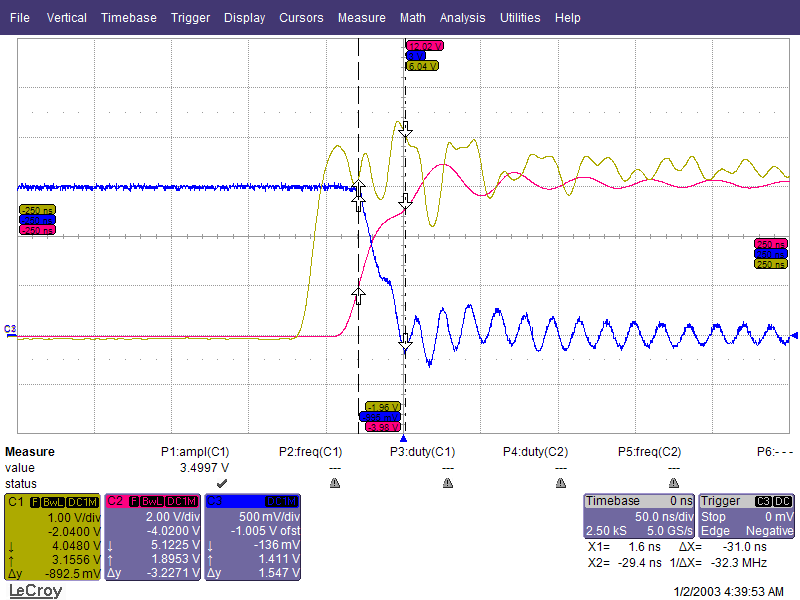 File Vertical Timebase Trigger Display Cursors Measure Math Analysis Utilities Help
12.02 V
6.04 V
-250 ns
-250 ns
250 ns
250 ns
C3
-1.96 V
-3.98 V
Measure P1:ampl(C1) P2:freq(C1) P3:duty(C1) P4:duty(C2) P5:freq(C2) P6:- - -
value 3.4997 V --- --- --- ---
status
C1 F BwL DC1M
1.00 V/div
-2.0400 V
↓ 4.0480 V
↑ 3.1556 V
Δy -892.5 mV
C2 F BwL DC1M
2.00 V/div
-4.0200 V
↓ 5.1225 V
↑ 1.8953 V
Δy -3.2271 V
C3 DC1M
500 mV/div
-1.005 V ofst
↓ -136 mV
↑ 1.411 V
Δy 1.547 V
Timebase 0 ns
50.0 ns/div
2.50 kS 5.0 GS/s
Trigger C3 DC
Stop 0 mV
Edge Negative
X1= 1.6 ns ΔX= -31.0 ns
X2= -29.4 ns 1/ΔX= -32.3 MHz
LeCroy
1/2/2003 4:39:53 AM